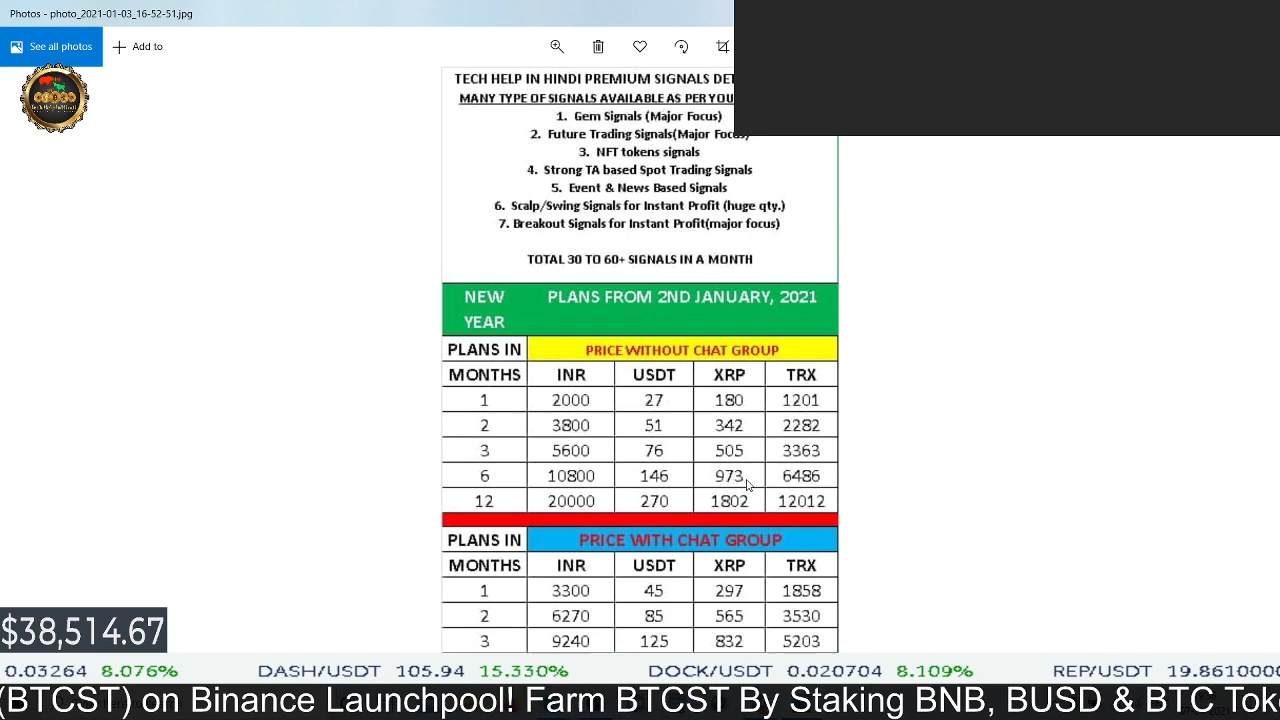 Photos - photo_2021-01-03_16-52-51.jpg
See all photos
Add to
TECH HELP IN HINDI PREMIUM SIGNALS
MANY TYPE OF SIGNALS AVAILABLE AS PER
1. Gem Signals (Major Focus)
2. Future Trading Signals(Major Focus)
3. NFT tokens signals
4. Strong TA based Spot Trading Signals
5. Event & News Based Signals
6. Scalp/Swing Signals for Instant Profit (huge qty.)
7. Breakout Signals for Instant Profit(major focus)
TOTAL 30 TO 60+ SIGNALS IN A MONTH
NEW YEAR PLANS FROM 2ND JANUARY, 2021
PLANS IN PRICE WITHOUT CHAT GROUP
MONTHS INR USDT XRP TRX
1 2000 27 180 1201
2 3800 51 342 2282
3 5600 76 505 3363
6 10800 146 973 6486
12 20000 270 1802 12012
PLANS IN PRICE WITH CHAT GROUP
MONTHS INR USDT XRP TRX
1 3300 45 297 1858
2 6270 85 565 3530
3 9240 125 832 5203
$38,514.67
0.03264 8.076% DASH/USDT 105.94 15.330% DOCK/USDT 0.020704 8.109% REP/USDT 19.861000
(BTCST) on Binance Launchpool! Farm BTCST By Staking BNB, BUSD & BTC Tok